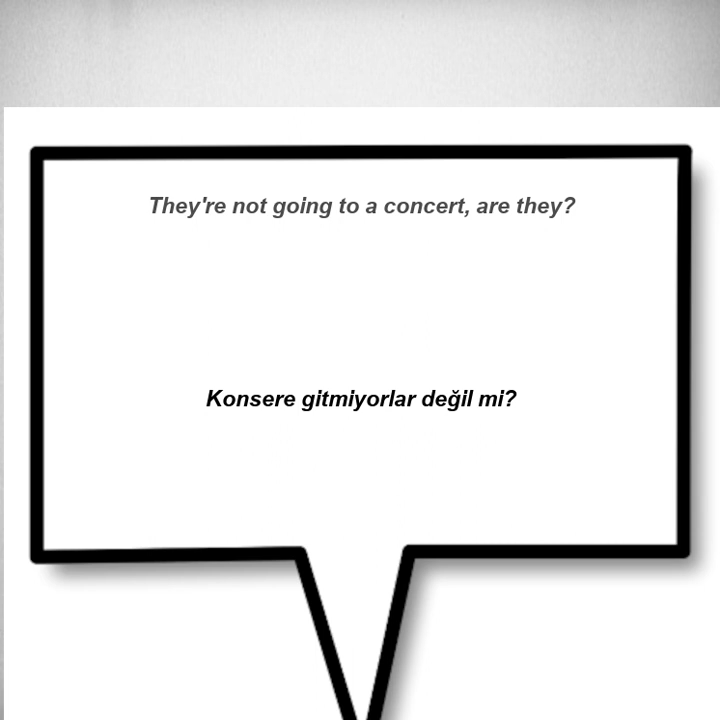 They're not going to a concert, are they?
Konsere gitmiyorlar değil mi?